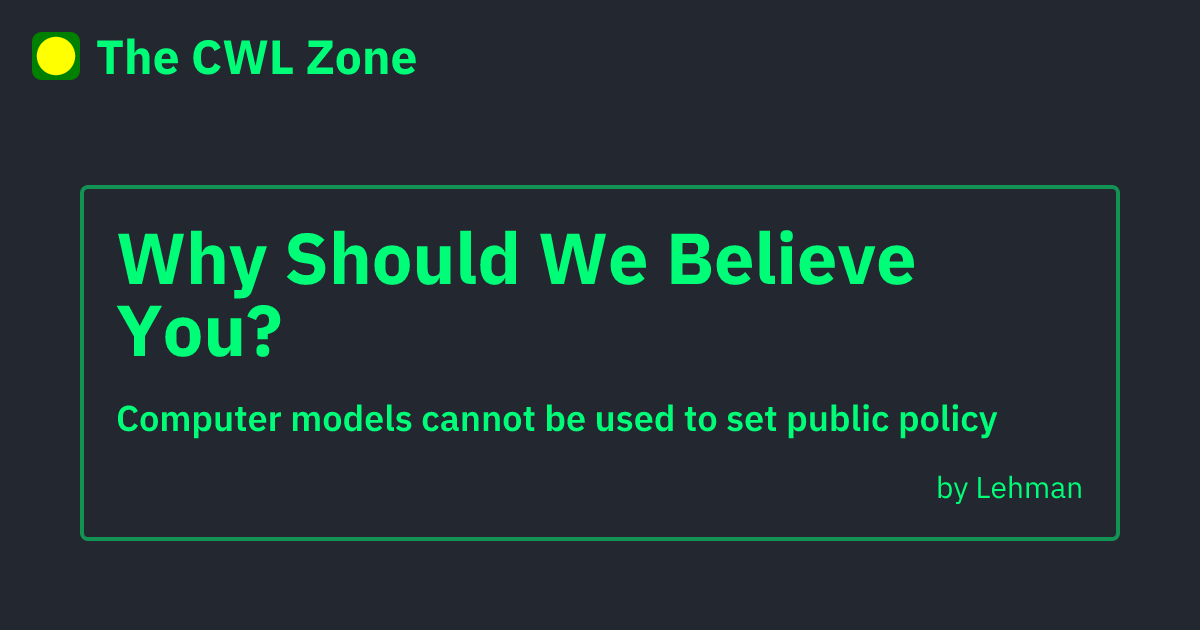 The CWL Zone
Why Should We Believe
You?
Computer models cannot be used to set public policy
by Lehman